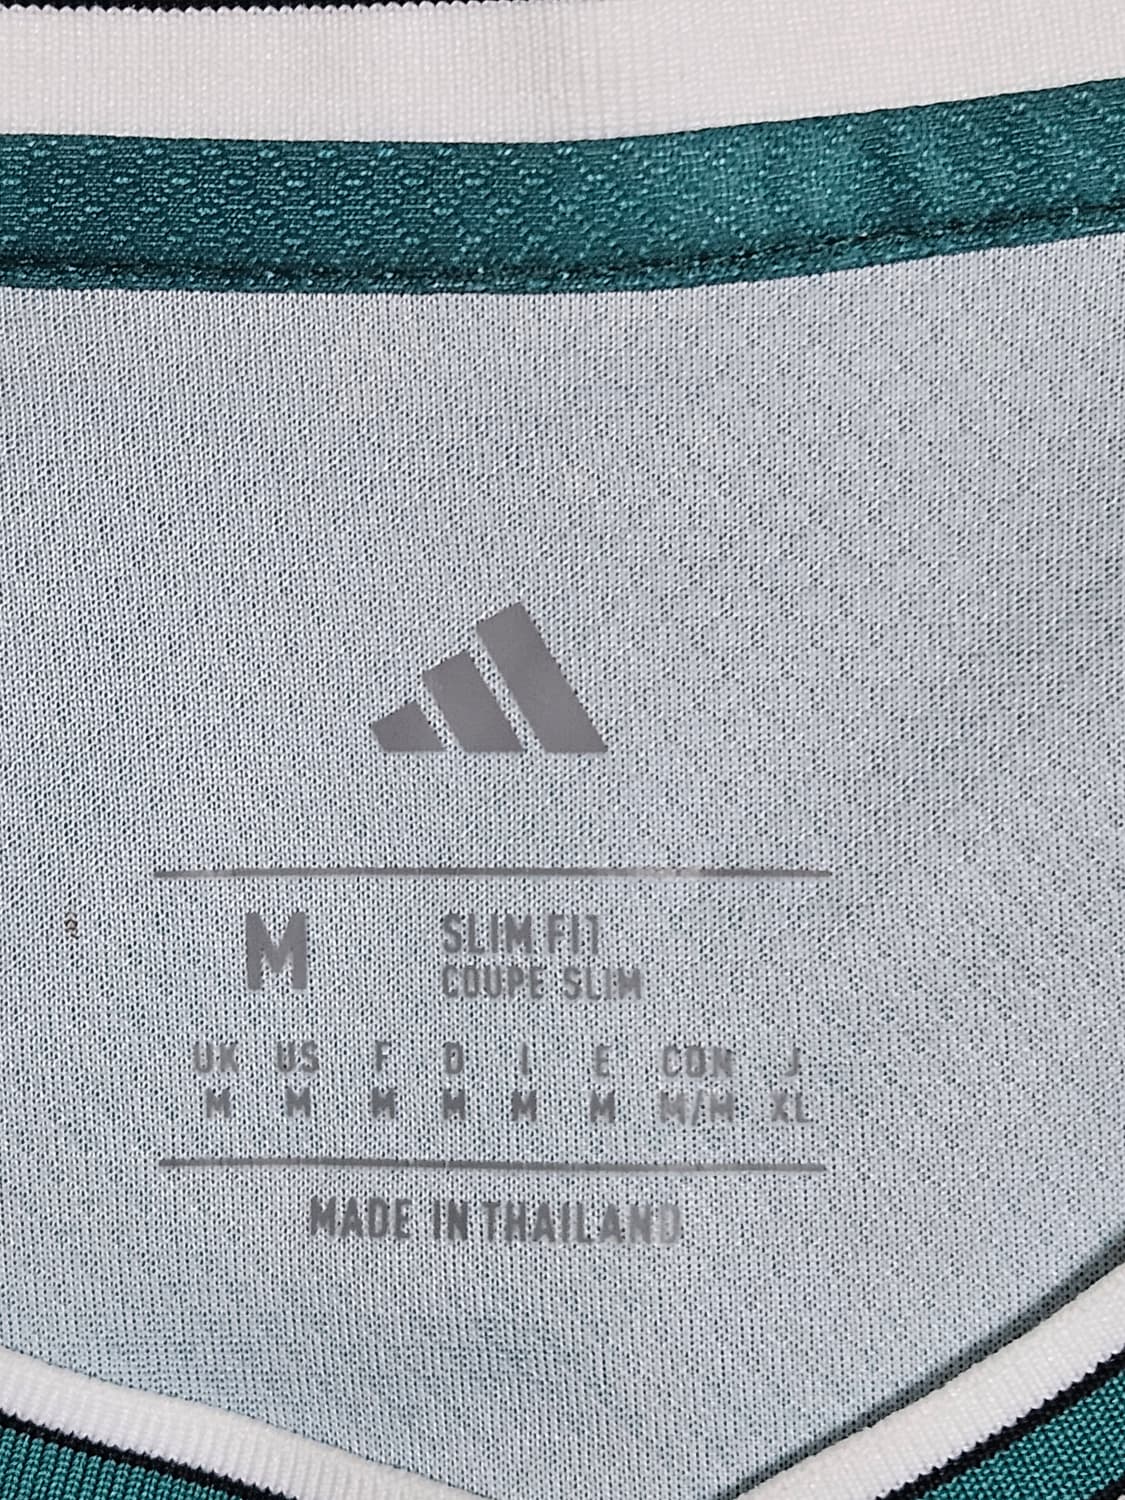 M
SLIM FIT
COUPE SLIM
UK US F D I E CON J
M M M M M M M/M XL
MADE IN THAILAND